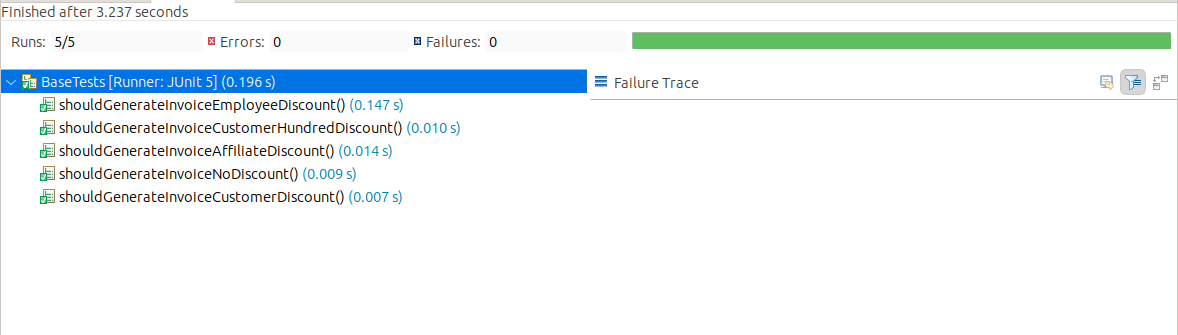 Finished after 3.237 seconds
Runs: 5/5 Errors: 0 Failures: 0
BaseTests [Runner: JUnit 5] (0.196 s)
Failure Trace
shouldGenerateInvoiceEmployeeDiscount() (0.147 s)
shouldGenerateInvoiceCustomerHundredDiscount() (0.010 s)
shouldGenerateInvoiceAffiliateDiscount() (0.014 s)
shouldGenerateInvoiceNoDiscount() (0.009 s)
shouldGenerateInvoiceCustomerDiscount() (0.007 s)